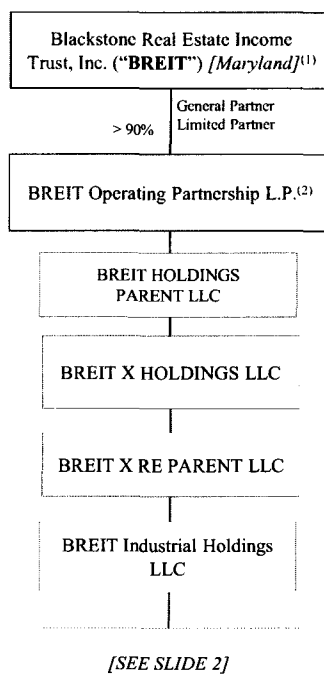 Blackstone Real Estate Income
Trust, Inc. (“BREIT”) [Maryland](1)
General Partner
> 90% Limited Partner
BREIT Operating Partnership L.P.(2)
BREIT HOLDINGS
PARENT LLC
BREIT X HOLDINGS LLC
BREIT X RE PARENT LLC
BREIT Industrial Holdings
LLC
[SEE SLIDE 2]